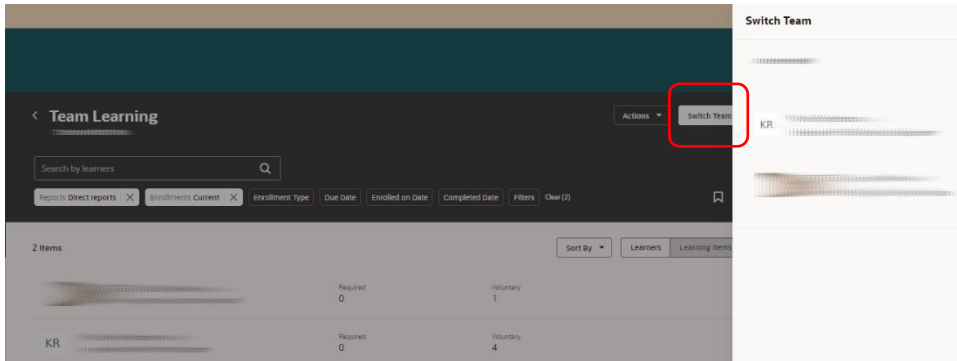 Switch Team
Team Learning
Actions
Switch Team
KR
Search by learners
Reports Direct reports X Enrollments Current X Enrollment Type Due Date Enrolled on Date Completed Date Filters Clear (2)
2 items
Sort By
Learners Learning Items
Required Voluntary
0 1
KR
Required Voluntary
0 4